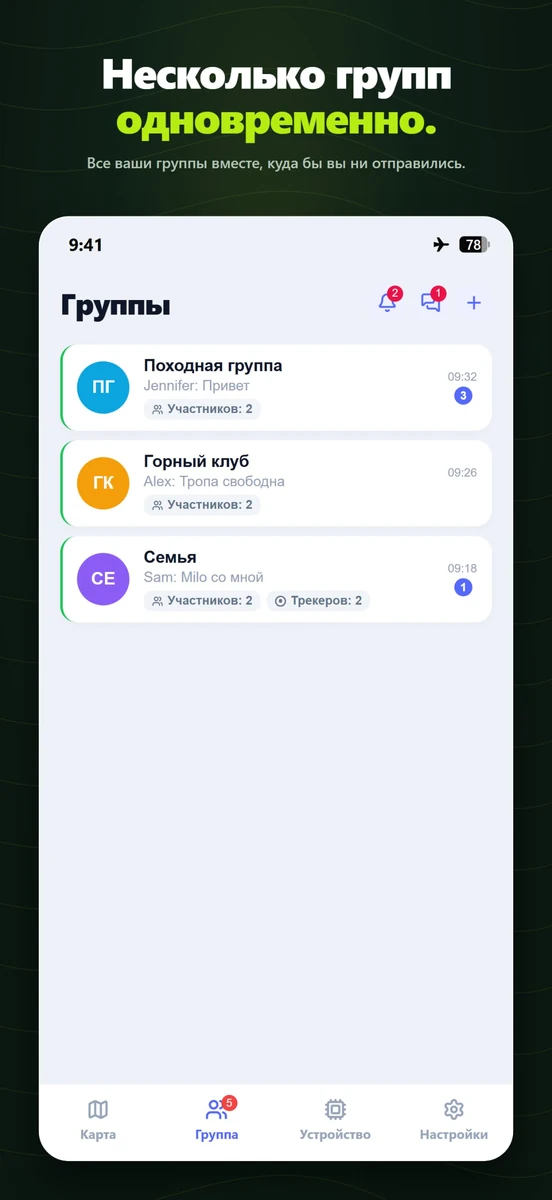 Несколько групп
одновременно.
Все ваши группы вместе, куда бы вы ни отправились.
9:41
78
Группы
2
1
ПГ
Походная группа
Jennifer: Привет
Участников: 2
09:32
3
ГК
Горный клуб
Alex: Тропа свободна
Участников: 2
09:26
СЕ
Семья
Sam: Milo со мной
Участников: 2
Трекеров: 2
09:18
1
Карта
5
Группа
Устройство
Настройки